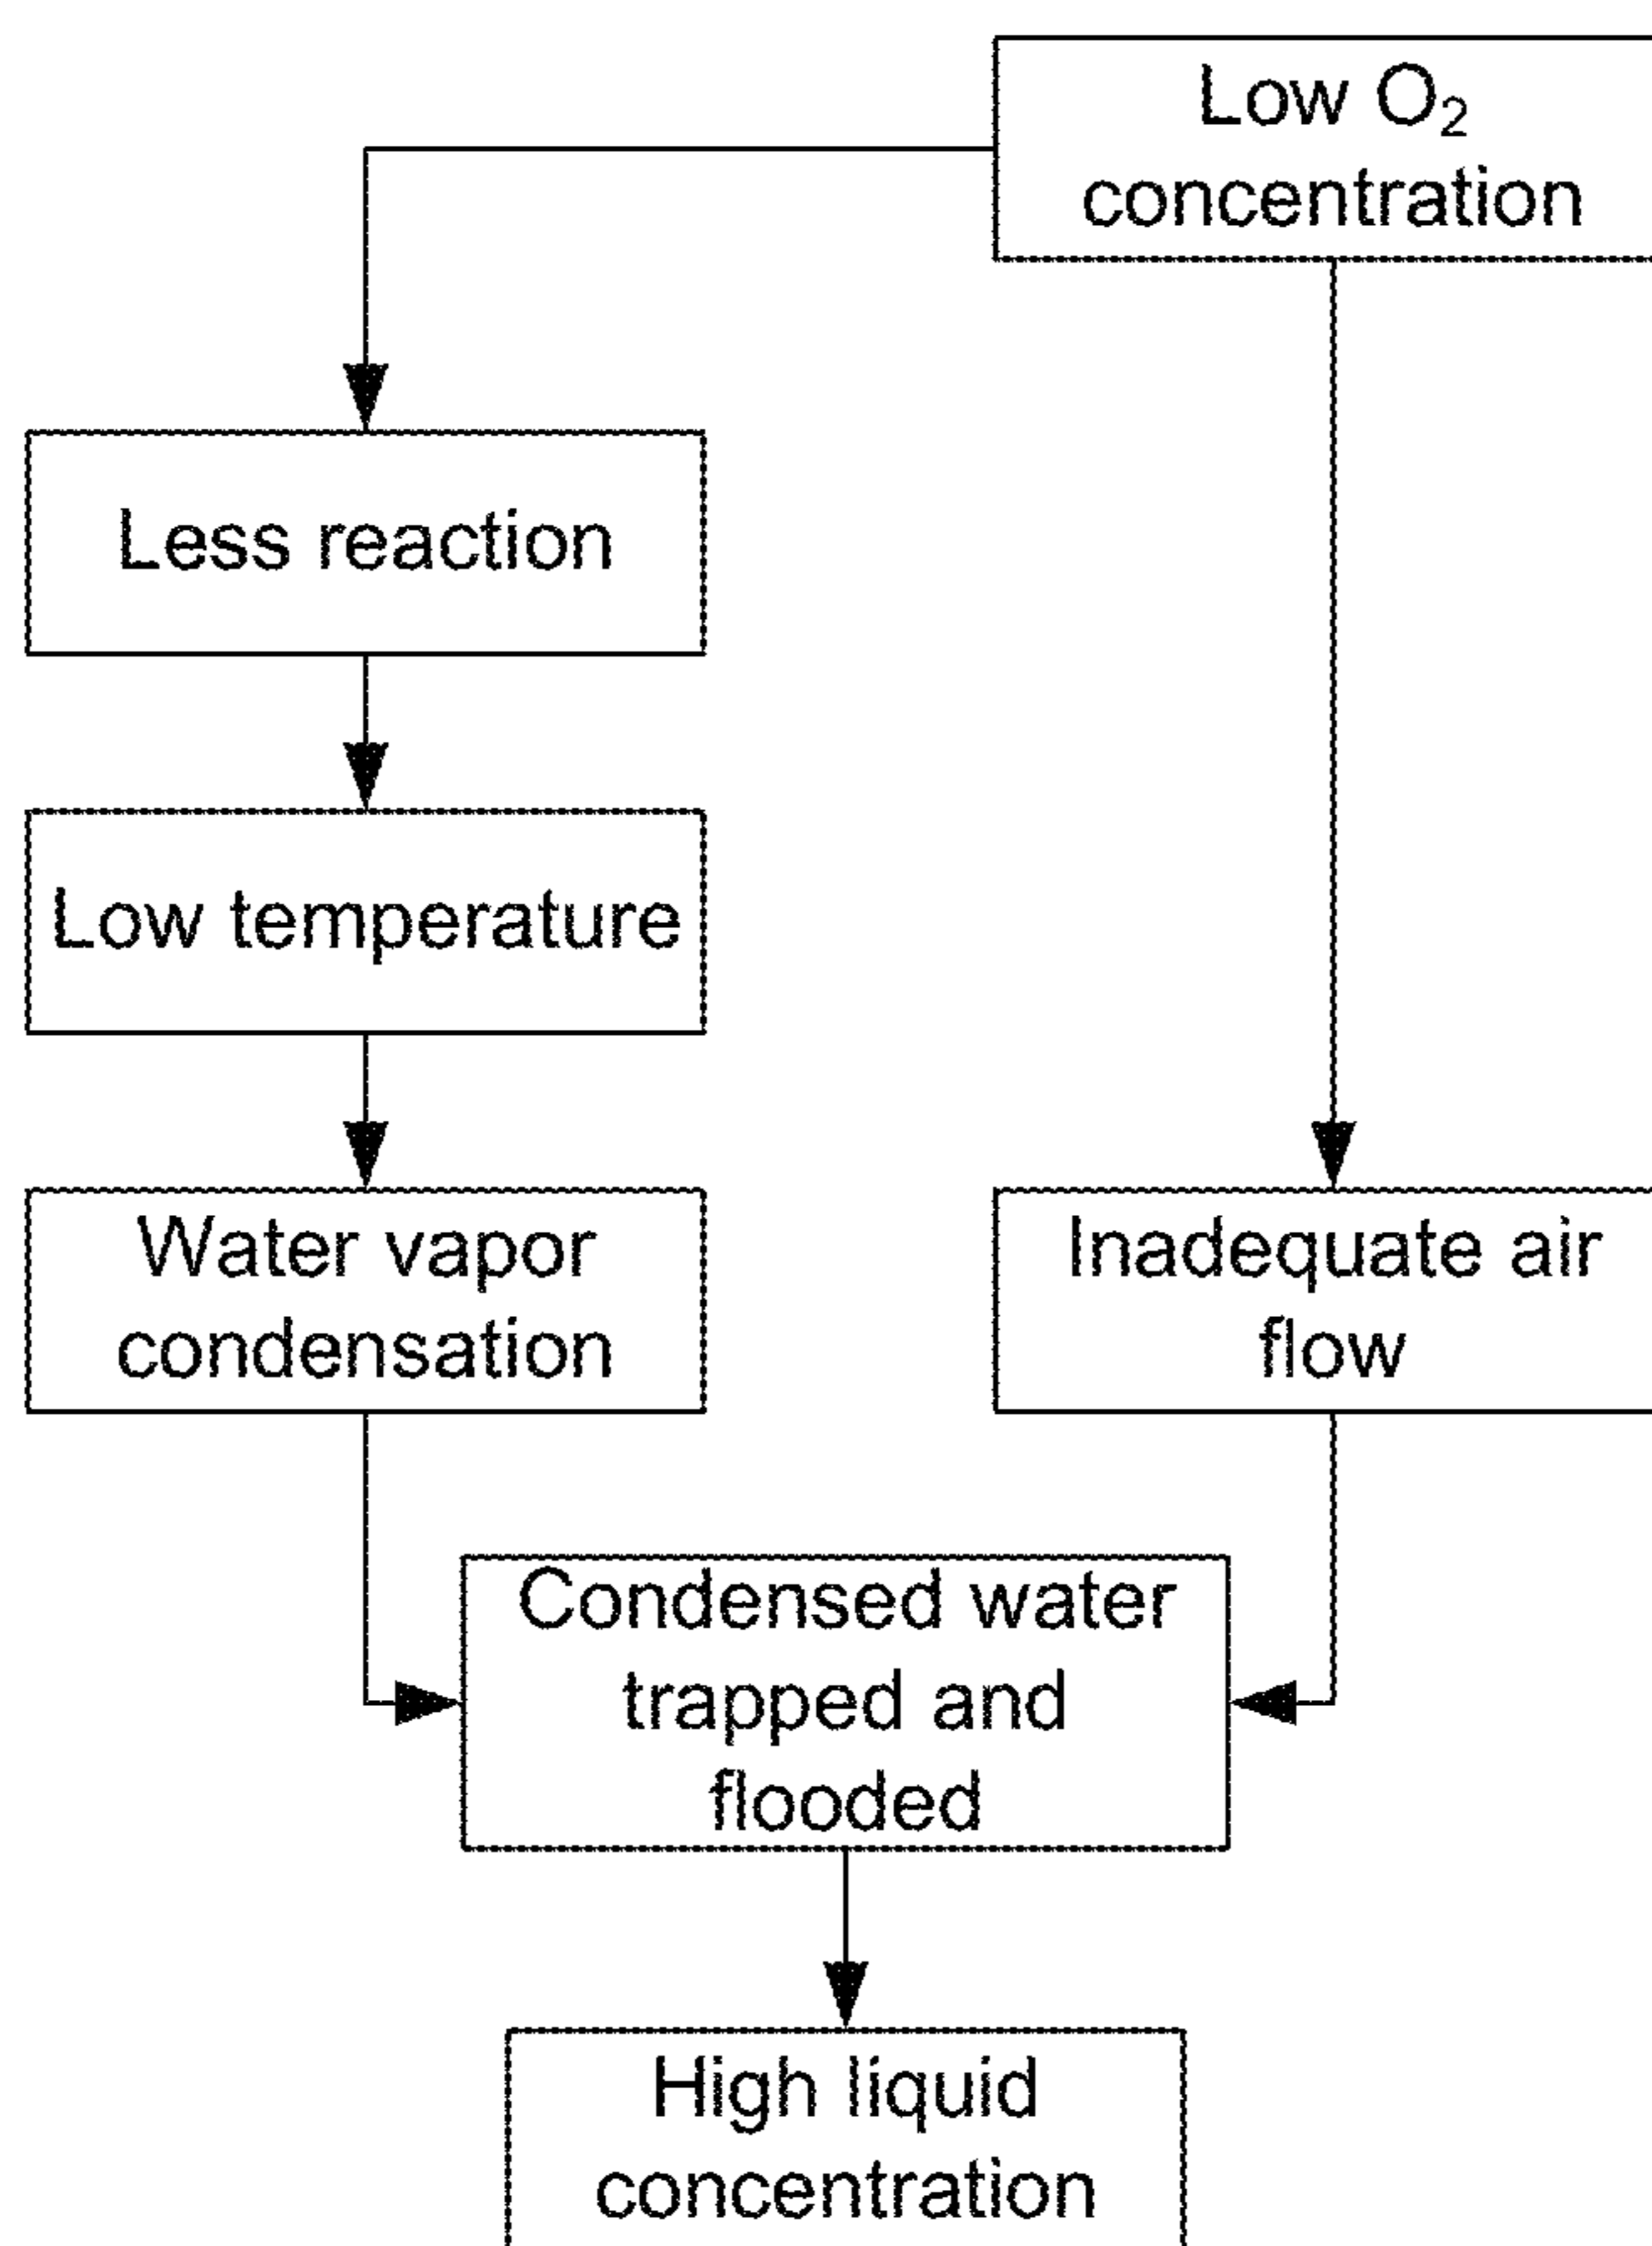 Low O₂
concentration
Less reaction
Low temperature
Water vapor
condensation
Inadequate air
flow
Condensed water
trapped and
flooded
High liquid
concentration